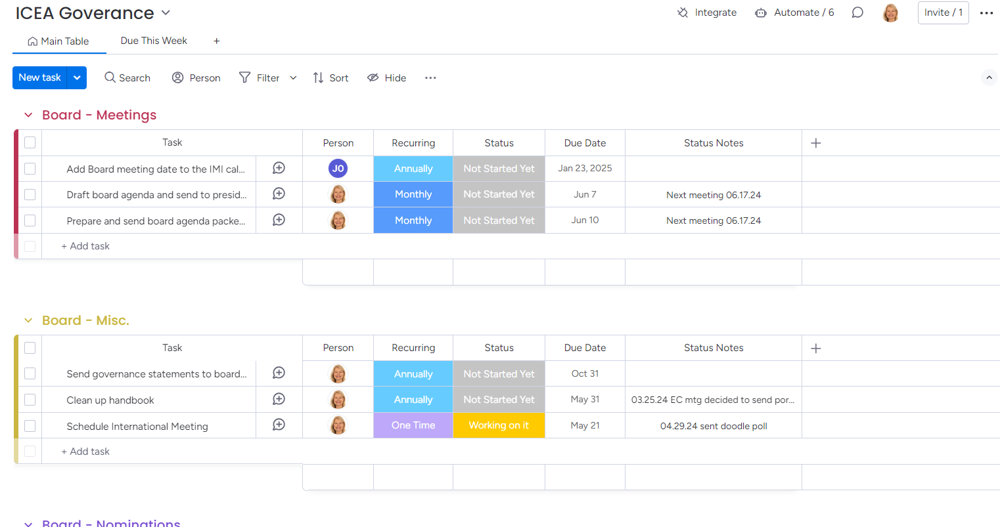 ICEA Goverance
Integrate Automate / 6 Invite / 1
Main Table Due This Week +
New task Search Person Filter Sort Hide
Board - Meetings
Task Person Recurring Status Due Date Status Notes
Add Board meeting date to the IMI cal... JO Annually Not Started Yet Jan 23, 2025
Draft board agenda and send to presid... Monthly Not Started Yet Jun 7 Next meeting 06.17.24
Prepare and send board agenda packe... Monthly Not Started Yet Jun 10 Next meeting 06.17.24
+ Add task
Board - Misc.
Task Person Recurring Status Due Date Status Notes
Send governance statements to board... Annually Not Started Yet Oct 31
Clean up handbook Annually Not Started Yet May 31 03.25.24 EC mtg decided to send por...
Schedule International Meeting One Time Working on it May 21 04.29.24 sent doodle poll
+ Add task
Board - Nominations